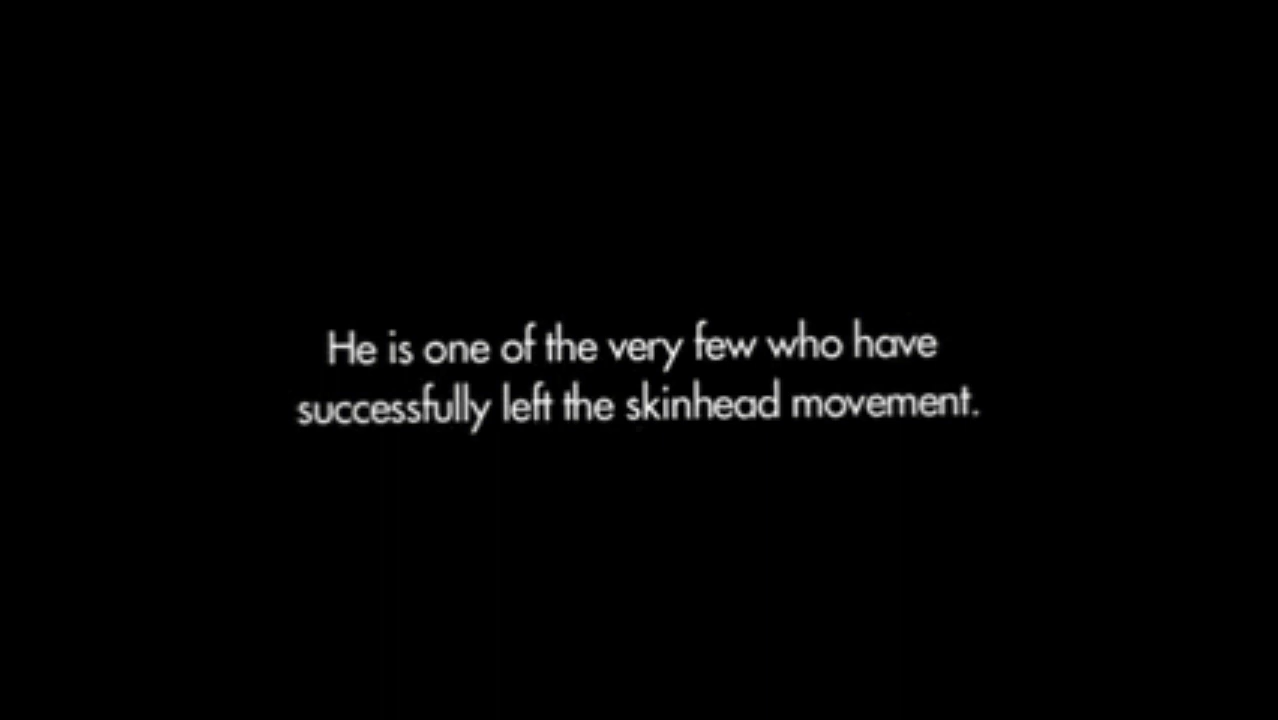 He is one of the very few who have
successfully left the skinhead movement.